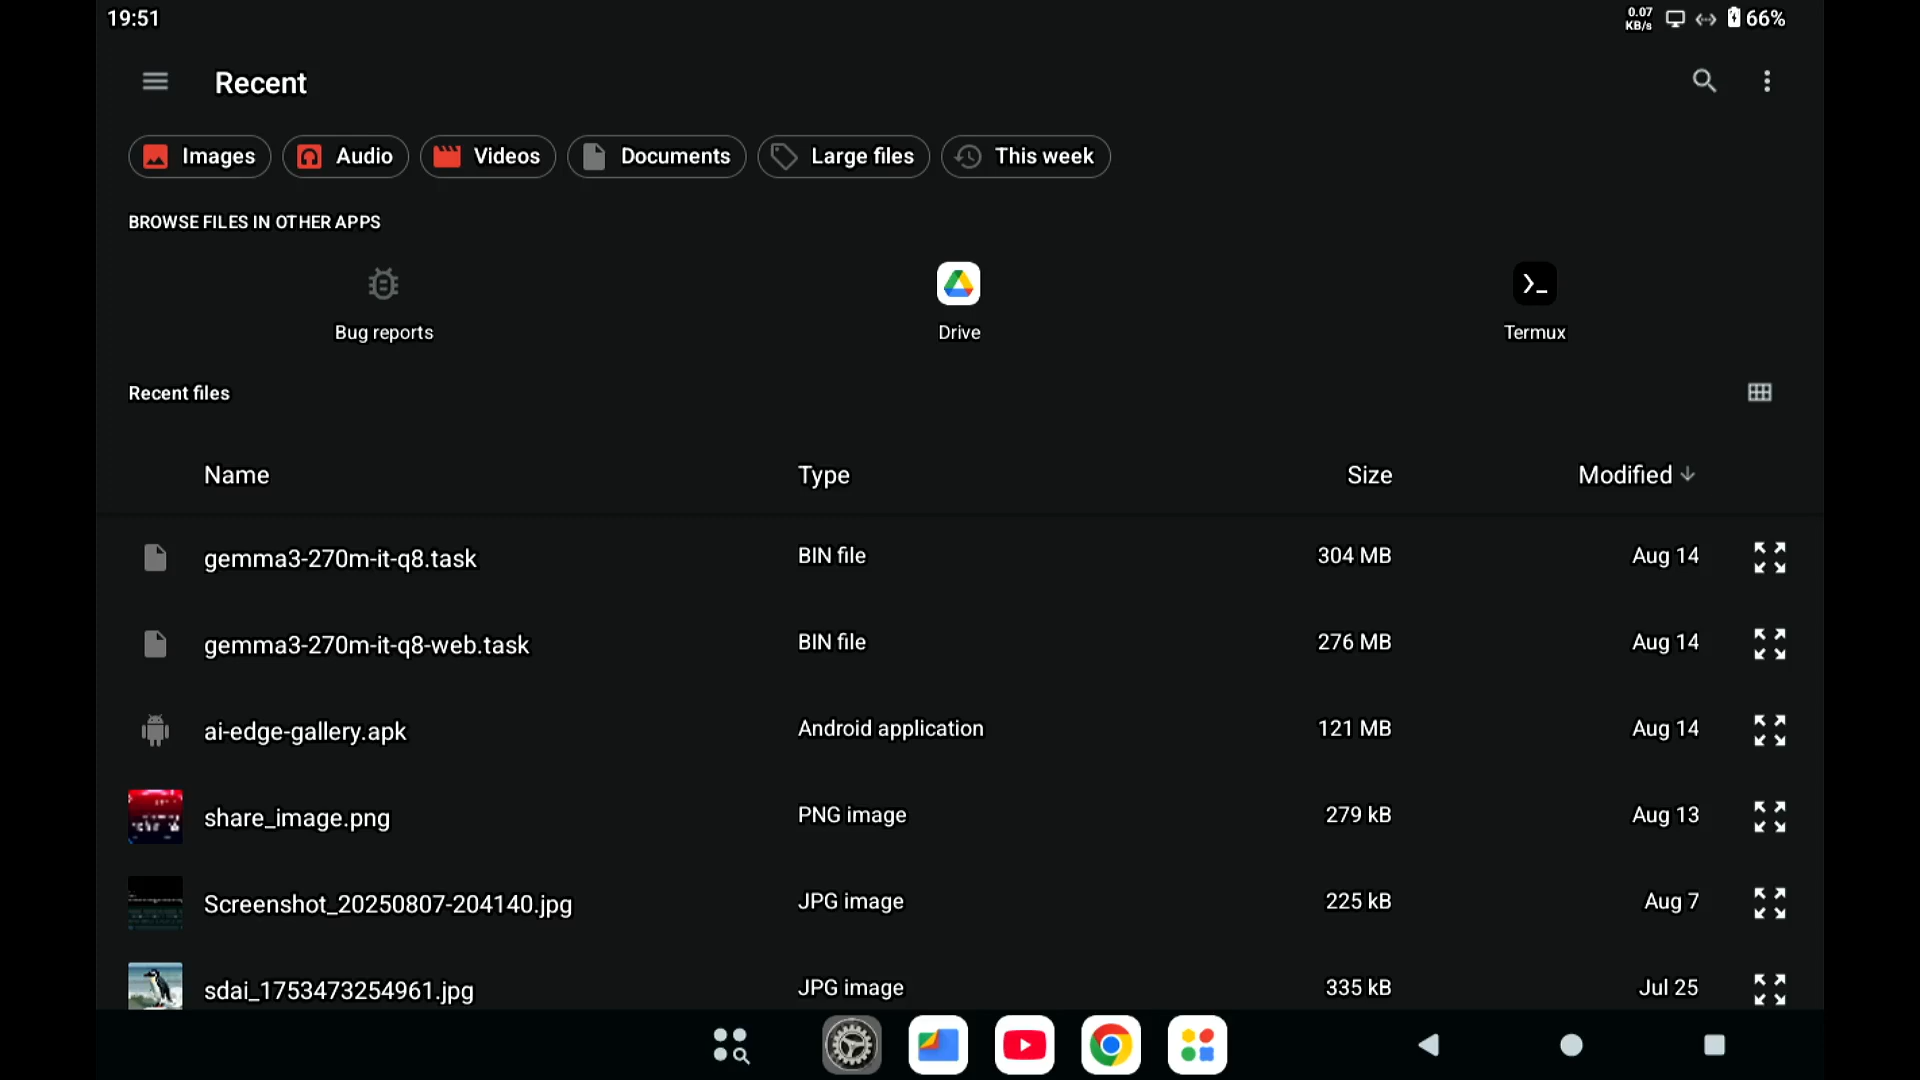 19:51
0.07
KB/s
66%
Recent
Images
Audio
Videos
Documents
Large files
This week
BROWSE FILES IN OTHER APPS
Bug reports
Drive
Termux
Recent files
Name Type Size Modified
gemma3-270m-it-q8.task BIN file 304 MB Aug 14
gemma3-270m-it-q8-web.task BIN file 276 MB Aug 14
ai-edge-gallery.apk Android application 121 MB Aug 14
share_image.png PNG image 279 kB Aug 13
Screenshot_20250807-204140.jpg JPG image 225 kB Aug 7
sdai_1753473254961.jpg JPG image 335 kB Jul 25